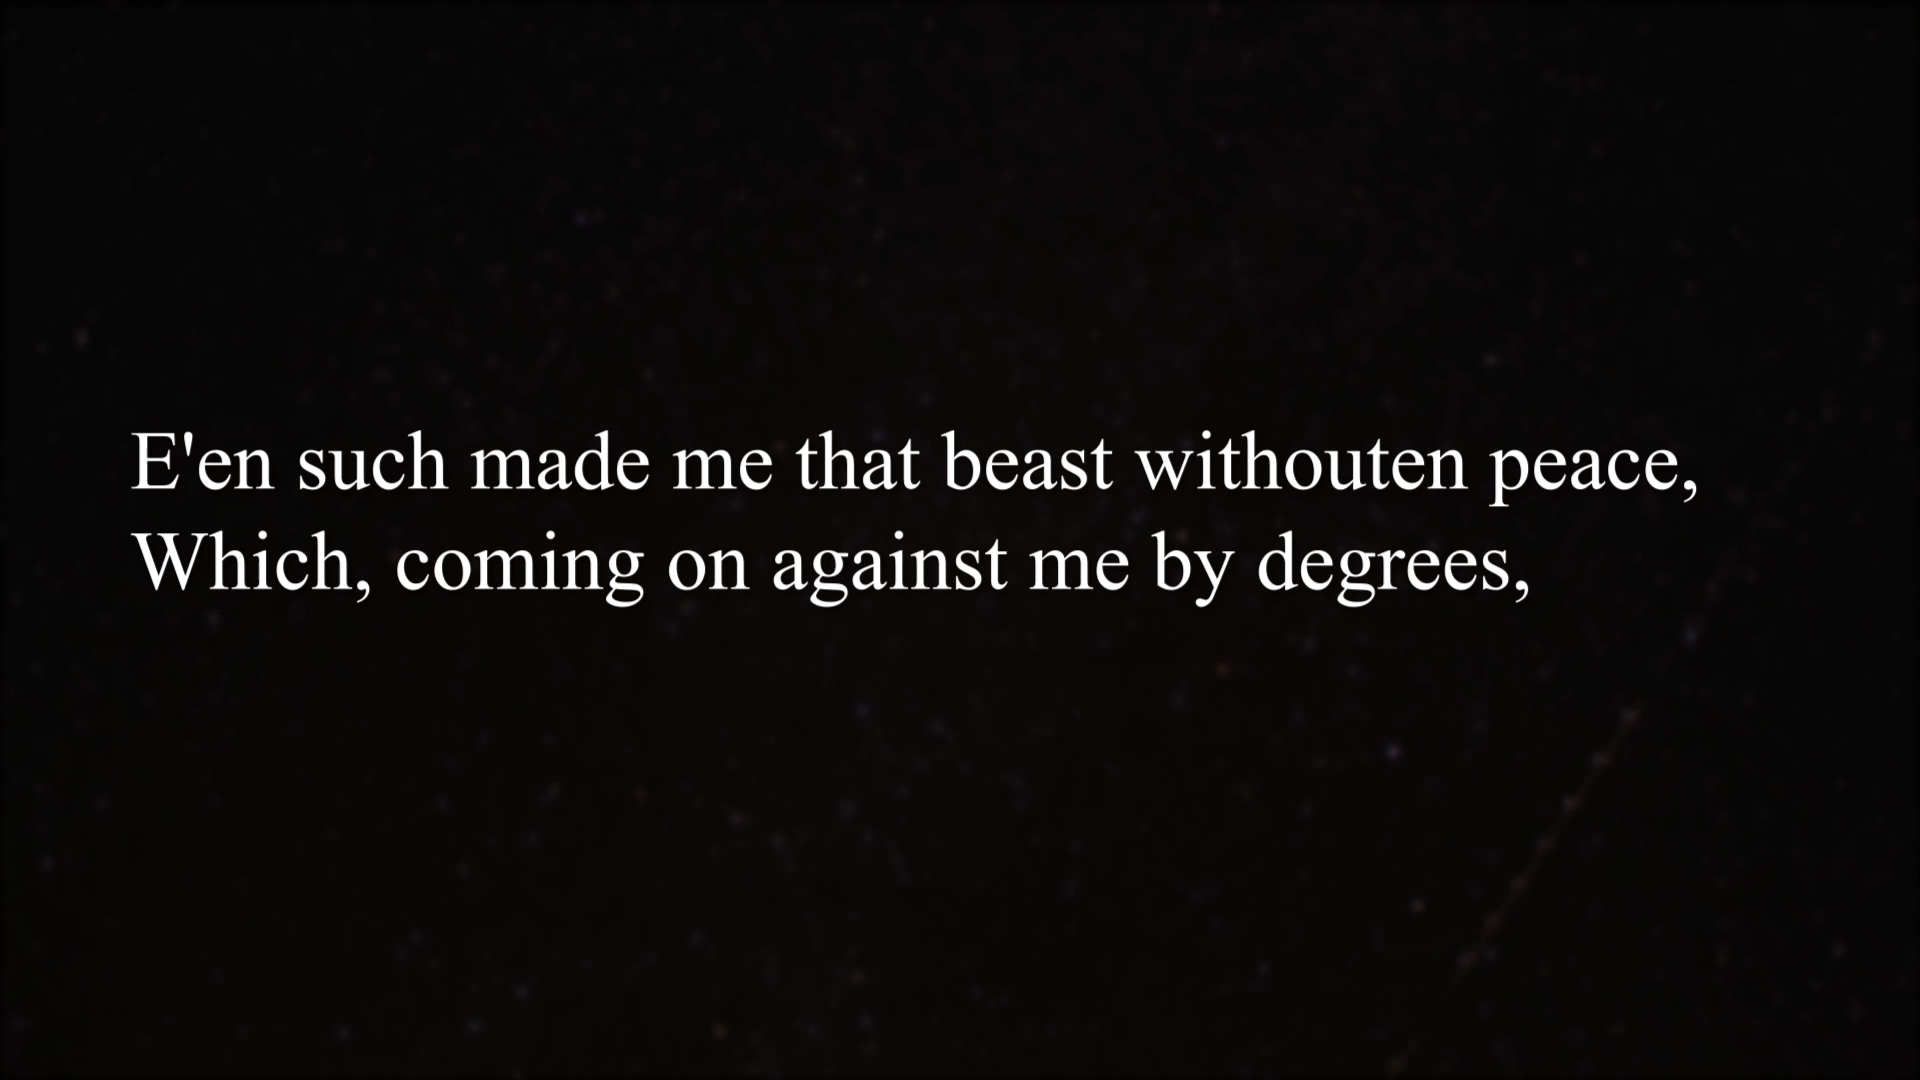 E'en such made me that beast withouten peace,
Which, coming on against me by degrees,